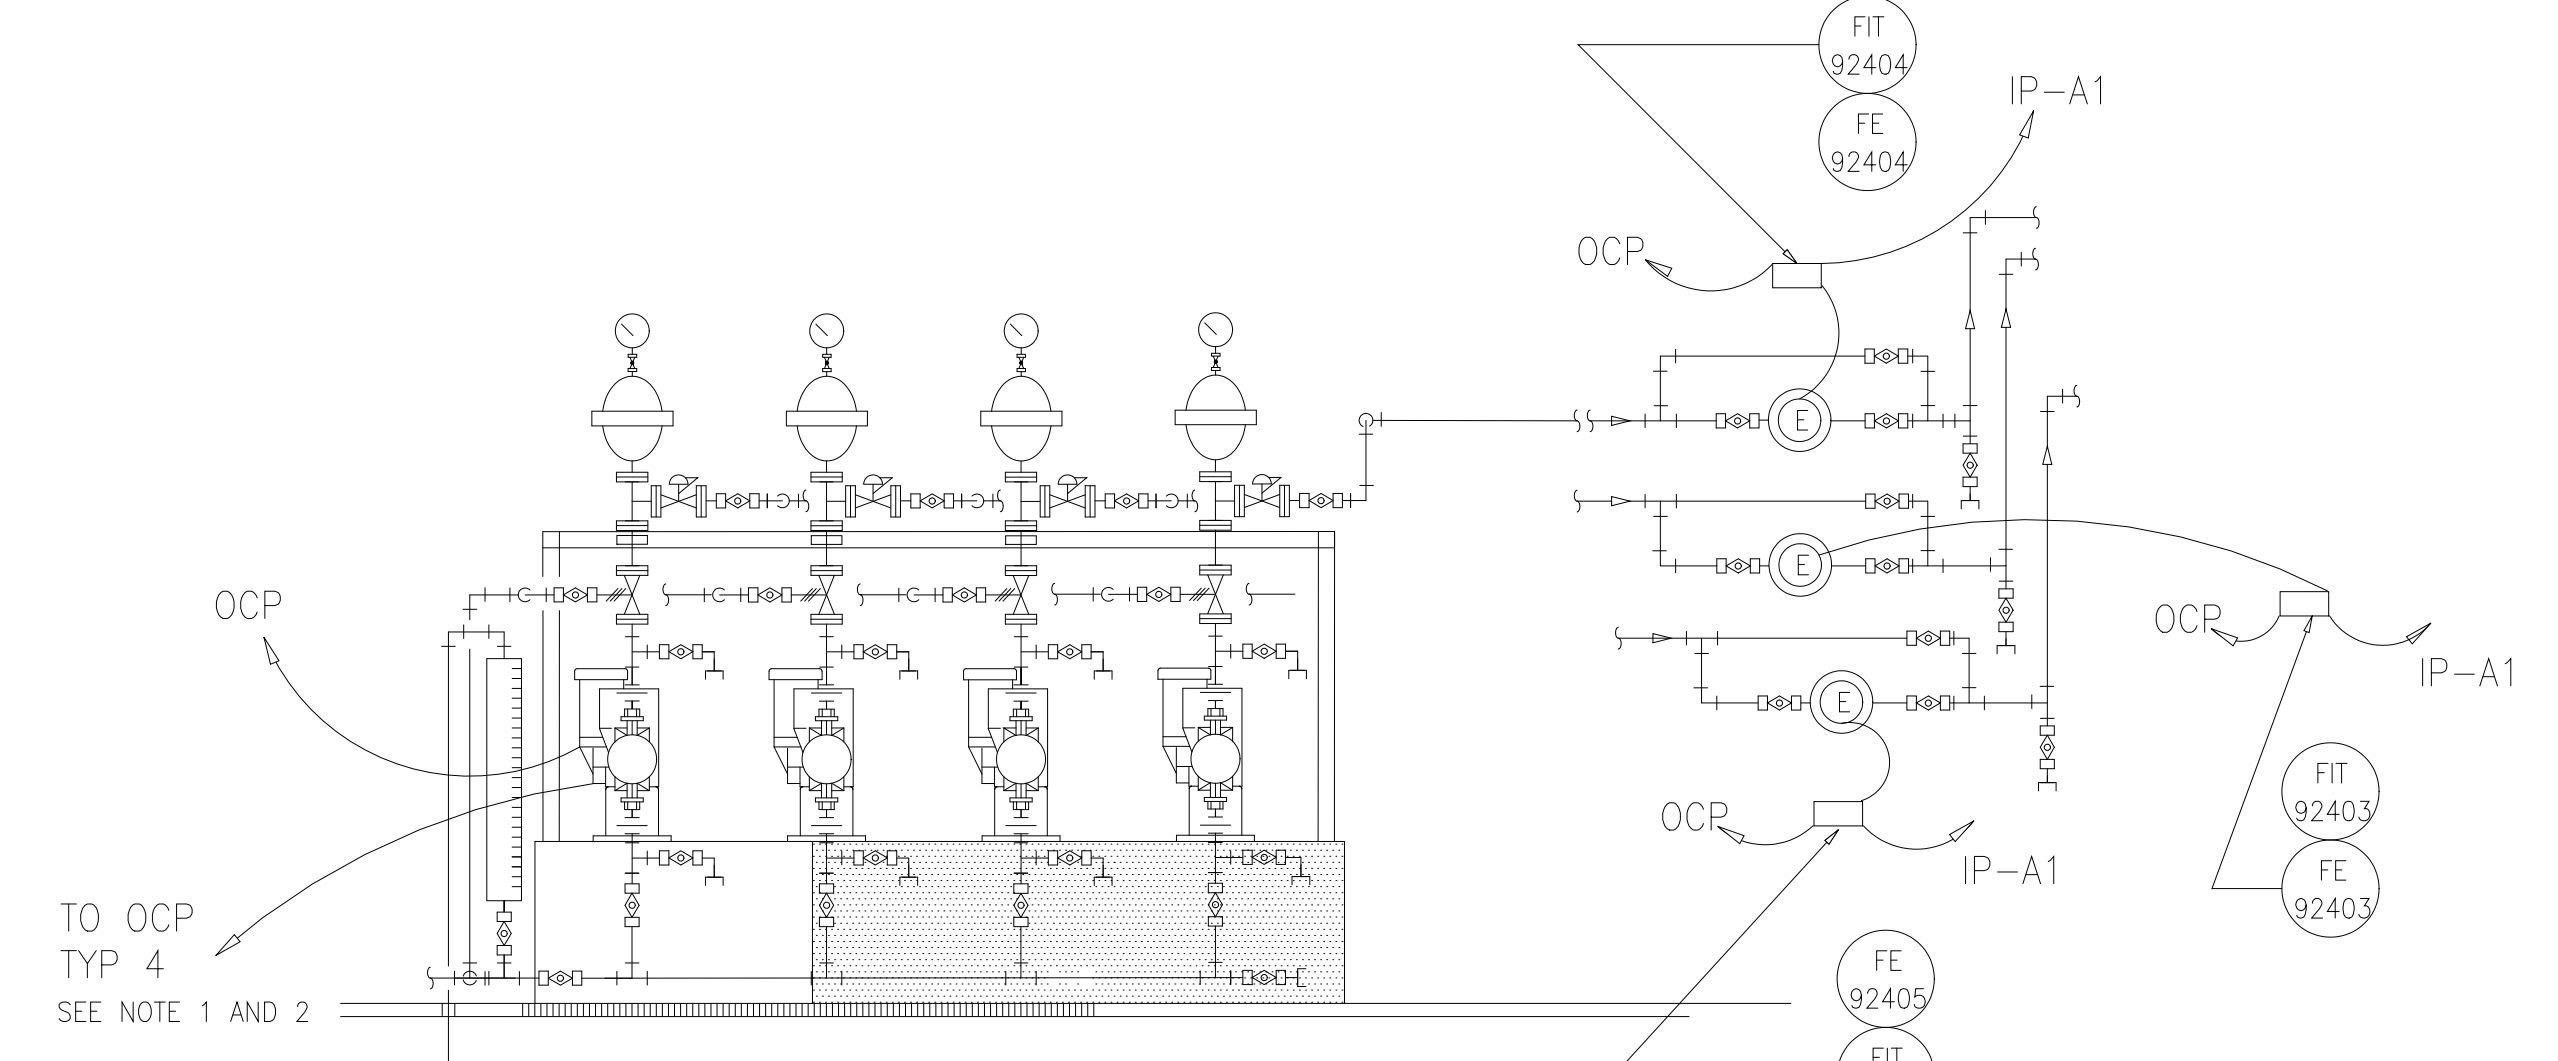 FIT
92404
FE
92404
IP-A1
OCP
E
E
OCP
OCP
IP-A1
E
FIT
92403
OCP
IP-A1
FE
92403
TO OCP
TYP 4
SEE NOTE 1 AND 2
FE
92405
FIT